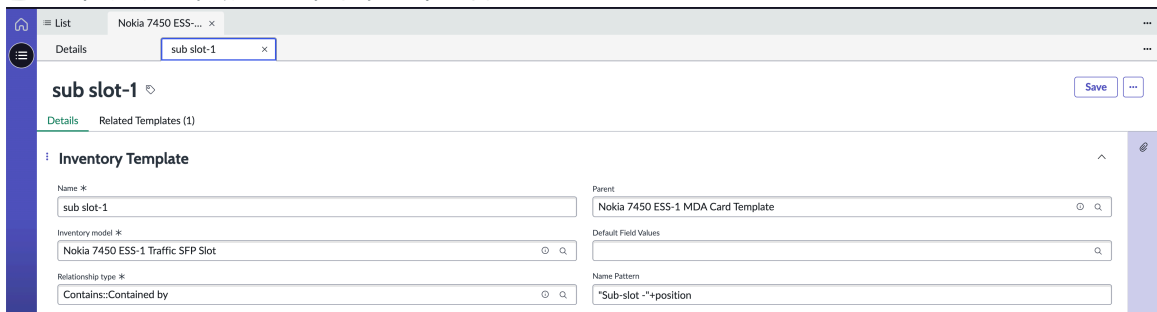 List
Nokia 7450 ESS-... ×
...
Details
sub slot-1 ×
...
sub slot-1
Save
...
Details Related Templates (1)
Inventory Template
Name *
Parent
sub slot-1
Nokia 7450 ESS-1 MDA Card Template
Inventory model *
Default Field Values
Nokia 7450 ESS-1 Traffic SFP Slot
Relationship type *
Name Pattern
Contains::Contained by
"Sub-slot -"+position